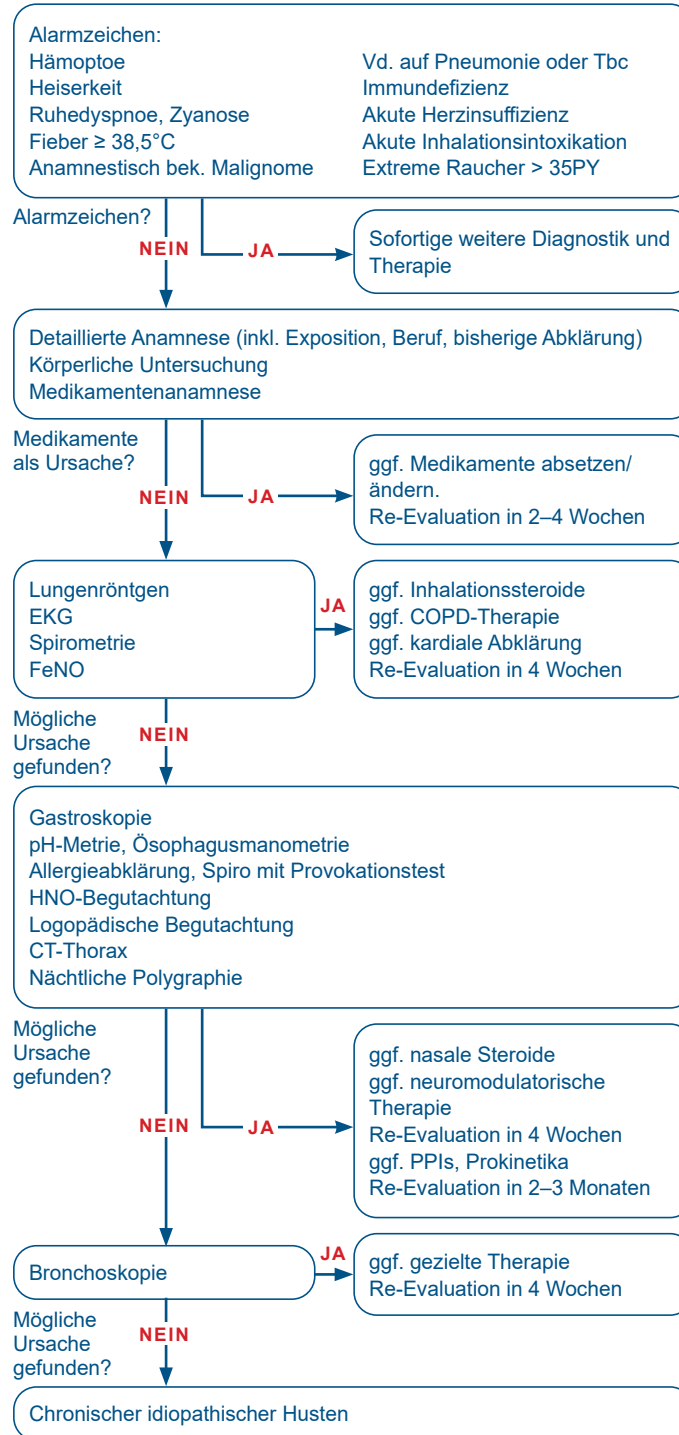 Alarmzeichen:
Hämoptoe
Heiserkeit
Ruhedyspnoe, Zyanose
Fieber ≥ 38,5°C
Anamnestisch bek. Malignome
Vd. auf Pneumonie oder Tbc
Immundefizienz
Akute Herzinsuffizienz
Akute Inhalationsintoxikation
Extreme Raucher > 35PY
Alarmzeichen?
NEIN
JA
Sofortige weitere Diagnostik und
Therapie
Detaillierte Anamnese (inkl. Exposition, Beruf, bisherige Abklärung)
Körperliche Untersuchung
Medikamentenanamnese
Medikamente
als Ursache?
NEIN
JA
ggf. Medikamente absetzen/
ändern.
Re-Evaluation in 2–4 Wochen
Lungenröntgen
EKG
Spirometrie
FeNO
JA
ggf. Inhalationssteroide
ggf. COPD-Therapie
ggf. kardiale Abklärung
Re-Evaluation in 4 Wochen
Mögliche
Ursache
gefunden?
NEIN
Gastroskopie
pH-Metrie, Ösophagusmanometrie
Allergieabklärung, Spiro mit Provokationstest
HNO-Begutachtung
Logopädische Begutachtung
CT-Thorax
Nächtliche Polygraphie
Mögliche
Ursache
gefunden?
NEIN
JA
ggf. nasale Steroide
ggf. neuromodulatorische
Therapie
Re-Evaluation in 4 Wochen
ggf. PPIs, Prokinetika
Re-Evaluation in 2–3 Monaten
Bronchoskopie
JA
ggf. gezielte Therapie
Re-Evaluation in 4 Wochen
Mögliche
Ursache
gefunden?
NEIN
Chronischer idiopathischer Husten